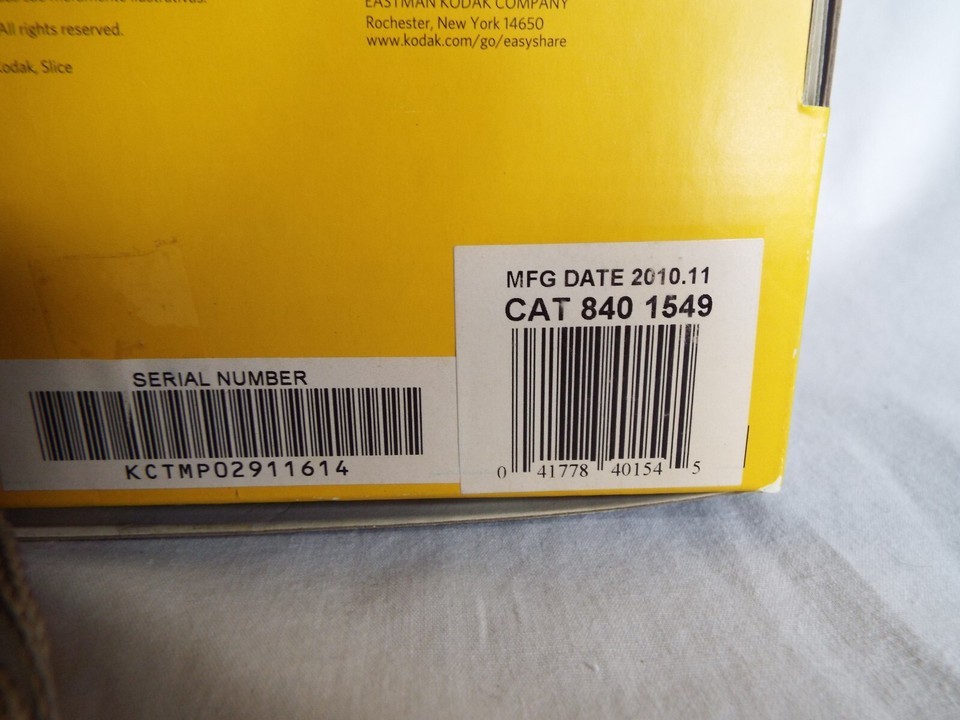 All rights reserved.
Kodak, Slice
EASTMAN KODAK COMPANY
Rochester, New York 14650
www.kodak.com/go/easyshare
MFG DATE 2010.11
CAT 840 1549
0 41778 40154 5
SERIAL NUMBER
KCTMP02911614